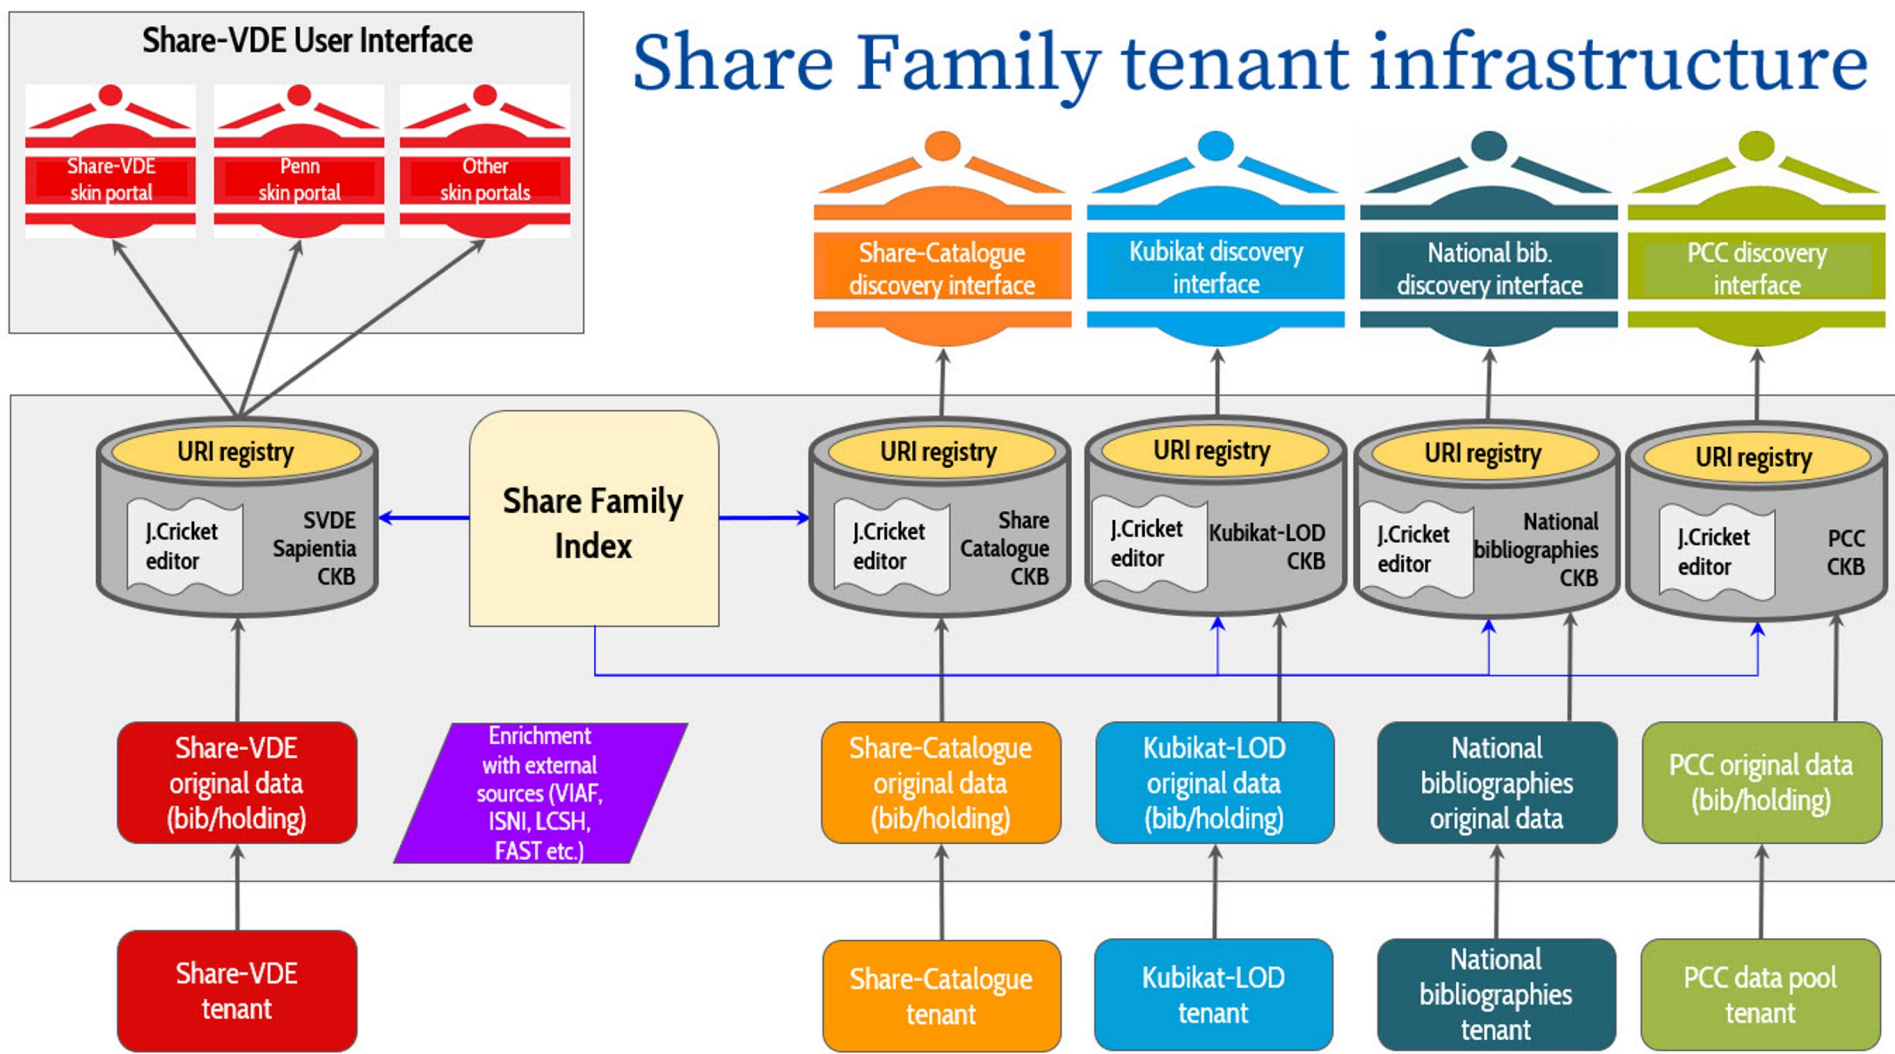 Share-VDE User Interface
Share Family tenant infrastructure
Share-VDE
skin portal
Penn
skin portal
Other
skin portals
Share-Catalogue
discovery interface
Kubikat discovery
interface
National bib.
discovery interface
PCC discovery
interface
URI registry
J.Cricket
editor
SVDE
Sapientia
CKB
Share Family
Index
URI registry
J.Cricket
editor
Share
Catalogue
CKB
URI registry
J.Cricket
editor
Kubikat-LOD
CKB
URI registry
J.Cricket
editor
National
bibliographies
CKB
URI registry
J.Cricket
editor
PCC
CKB
Share-VDE
original data
(bib/holding)
Enrichment
with external
sources (VIAF,
ISNI, LCSH,
FAST etc.)
Share-Catalogue
original data
(bib/holding)
Kubikat-LOD
original data
(bib/holding)
National
bibliographies
original data
PCC original data
(bib/holding)
Share-VDE
tenant
Share-Catalogue
tenant
Kubikat-LOD
tenant
National
bibliographies
tenant
PCC data pool
tenant